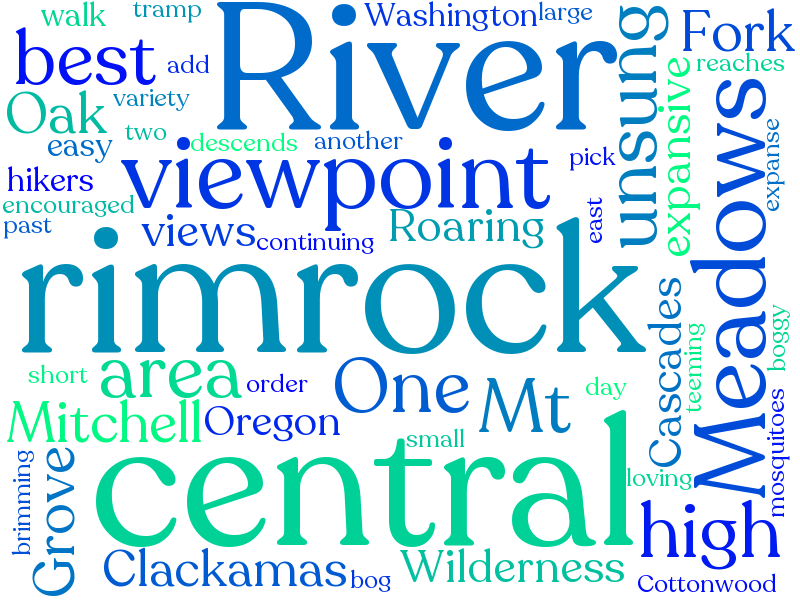 walk
tramp
Washington
large
River
unsung
Fork
best
add
reaches
Oak
variety
two
easy
descends
another
expansive
Meadows
expanse
viewpoint
pick
hikers
encouraged
past
views
continuing
Roaring
east
rimrock
Cascades
teeming
boggy
short
area
order
One
Mt
day
mosquitoes
Mitchell
Oregon
small
central
loving
brimming
Grove
high
Clackamas
bog
Wilderness
Cottonwood